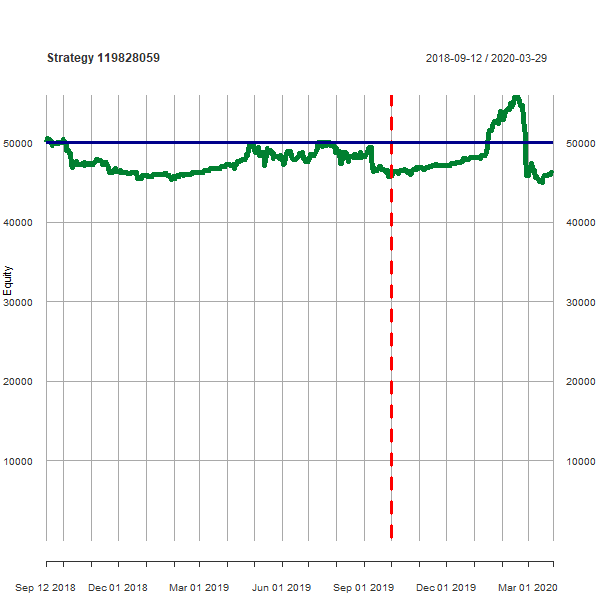 Strategy 119828059 2018-09-12 / 2020-03-29
50000 50000
40000 40000
Equity
30000 30000
20000 20000
10000 10000
Sep 12 2018 Dec 01 2018 Mar 01 2019 Jun 01 2019 Sep 01 2019 Dec 01 2019 Mar 01 2020